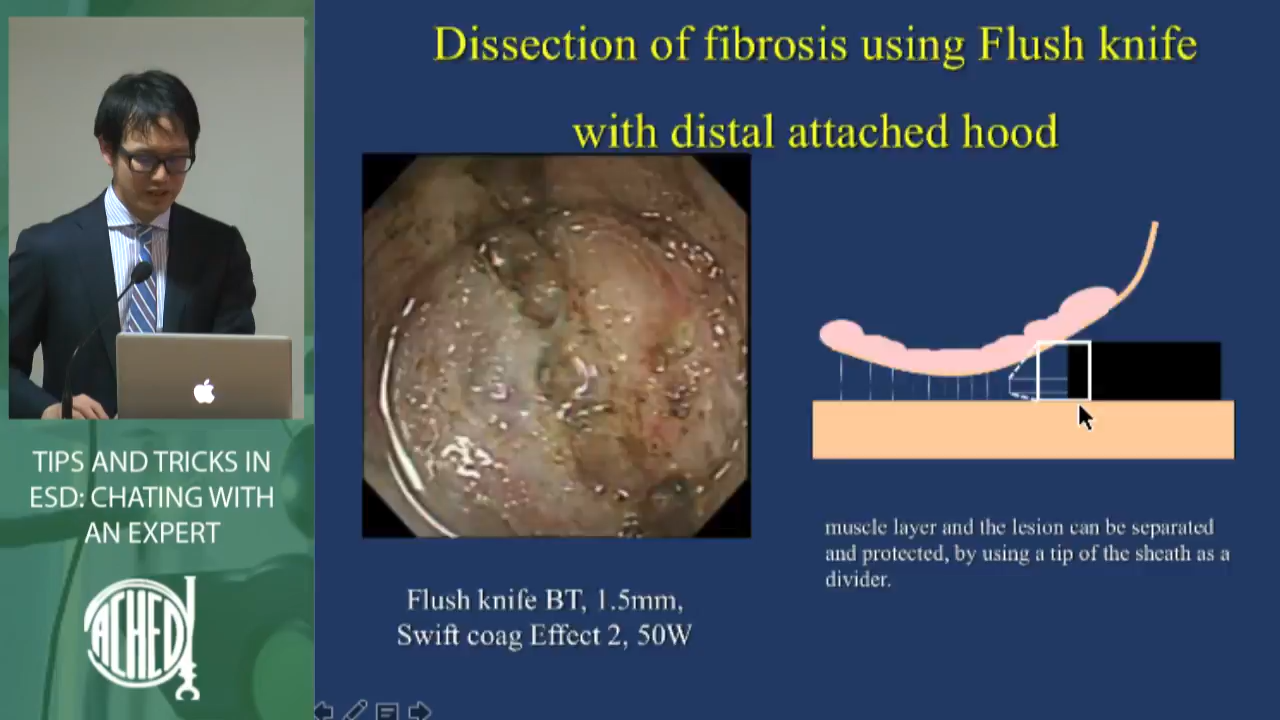 Dissection of fibrosis using Flush knife
with distal attached hood
TIPS AND TRICKS IN
ESD: CHATING WITH
AN EXPERT
ACHED
muscle layer and the lesion can be separated
and protected, by using a tip of the sheath as a
divider.
Flush knife BT, 1.5mm,
Swift coag Effect 2, 50W